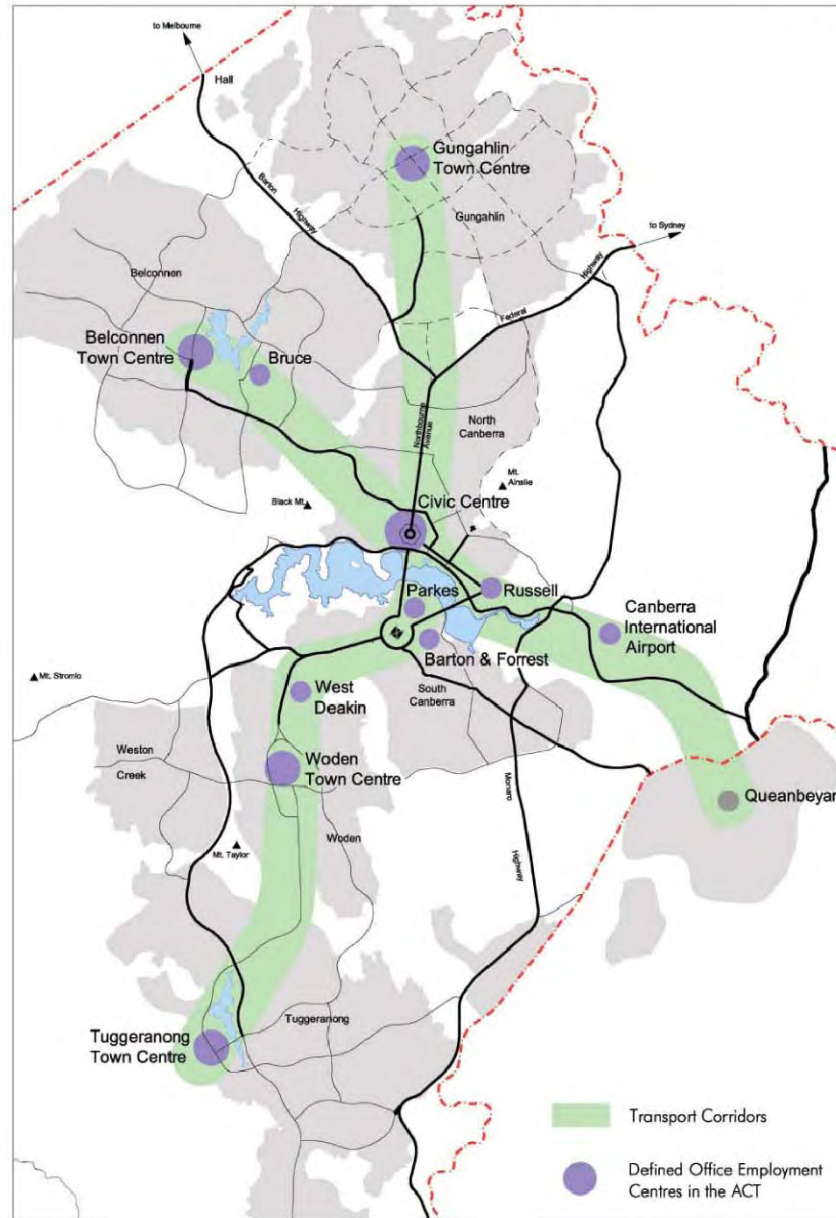 to Melbourne
Hall
Gungahlin
Town Centre
Barton
Highway
Gungahlin
to Sydney
Belconnen
Federal
Highway
Belconnen
Town Centre
Bruce
Northbourne
Avenue
North
Canberra
Mt.
Ainslie
Black Mt.
Civic Centre
Parkes
Russell
Canberra
International
Airport
Barton & Forrest
Mt. Stromlo
West
Deakin
South
Canberra
Weston
Creek
Woden
Town Centre
Monaro
Highway
Queanbeyan
Mt. Taylor
Woden
Tuggeranong
Tuggeranong
Town Centre
Transport Corridors
Defined Office Employment
Centres in the ACT